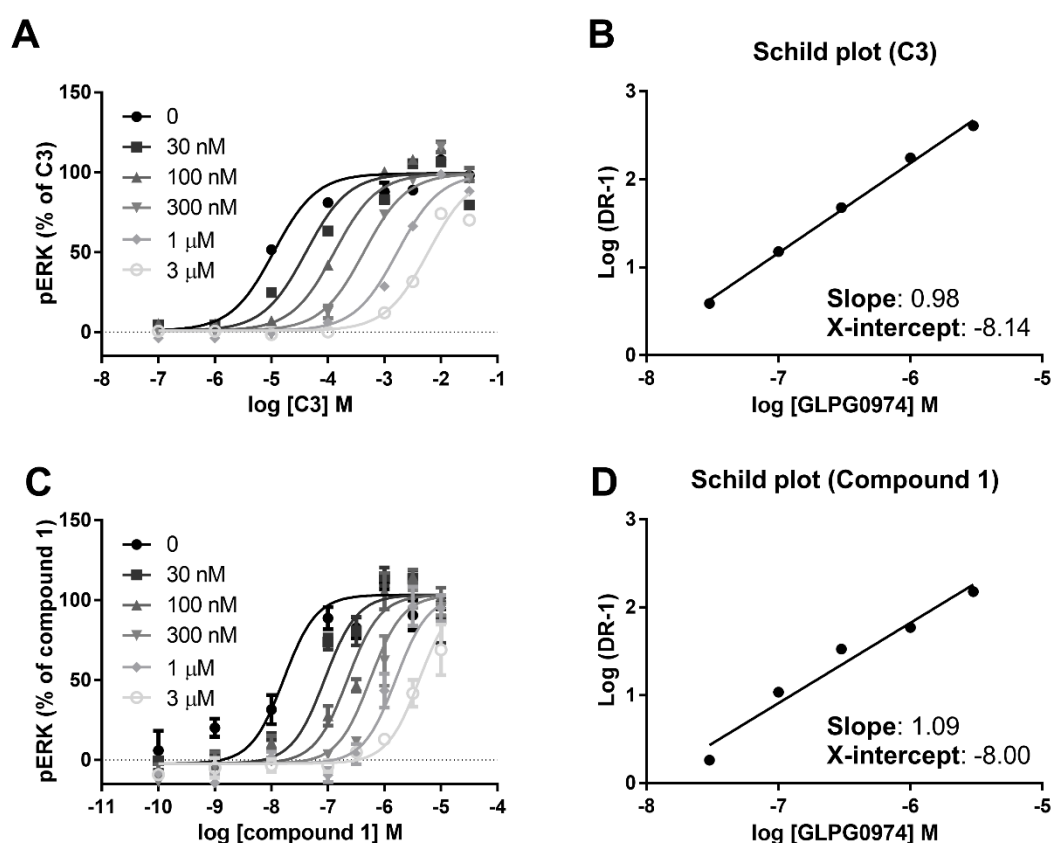 A
pERK (% of C3)
150
100
50
0
0
30 nM
100 nM
300 nM
1 μM
3 μM
-8 -7 -6 -5 -4 -3 -2 -1
log [C3] M
B
Schild plot (C3)
Log (DR-1)
3
2
1
0
Slope: 0.98
X-intercept: -8.14
-8 -7 -6 -5
log [GLPG0974] M
C
pERK (% of compound 1)
150
100
50
0
0
30 nM
100 nM
300 nM
1 μM
3 μM
-11 -10 -9 -8 -7 -6 -5 -4
log [compound 1] M
D
Schild plot (Compound 1)
Log (DR-1)
3
2
1
0
Slope: 1.09
X-intercept: -8.00
-8 -7 -6 -5
log [GLPG0974] M